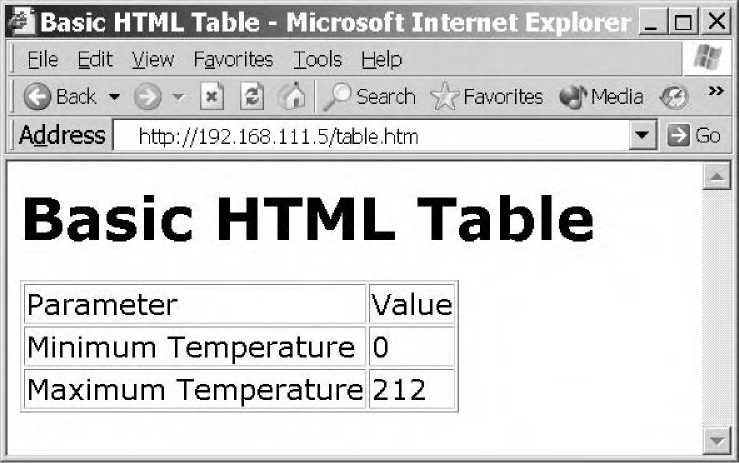 Basic HTML Table - Microsoft Internet Explorer
File Edit View Favorites Tools Help
Back Search Favorites Media »
Address http://192.168.111.5/table.htm Go
Basic HTML Table
Parameter Value
Minimum Temperature 0
Maximum Temperature 212